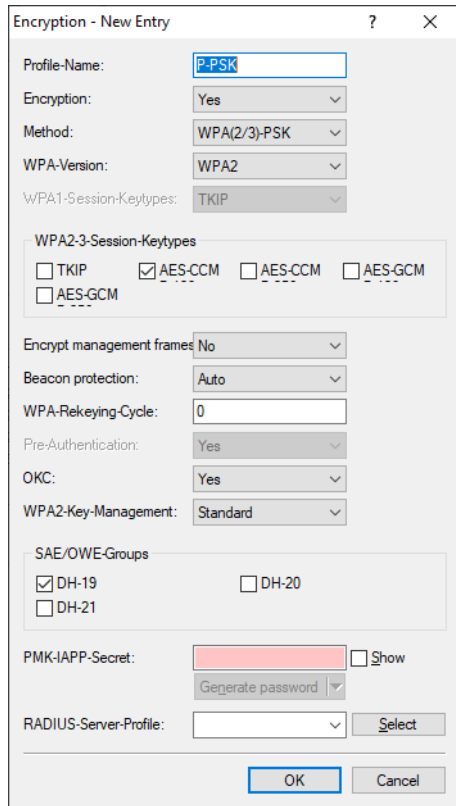 Encryption - New Entry ? ×
Profile-Name: P-PSK
Encryption: Yes
Method: WPA(2/3)-PSK
WPA-Version: WPA2
WPA1-Session-Keytypes: TKIP
WPA2-3-Session-Keytypes
TKIP AES-CCM AES-CCM AES-GCM
AES-GCM
Encrypt management frames No
Beacon protection: Auto
WPA-Rekeying-Cycle: 0
Pre-Authentication: Yes
OKC: Yes
WPA2-Key-Management: Standard
SAE/OWE-Groups
DH-19 DH-20
DH-21
PMK-IAPP-Secret: Show
Generate password
RADIUS-Server-Profile: Select
OK Cancel